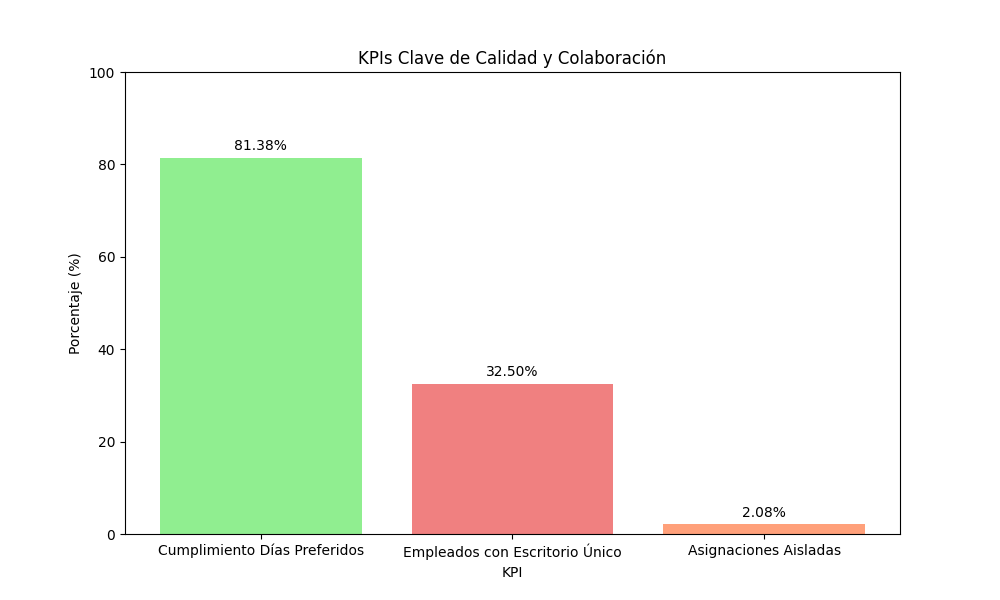 KPIs Clave de Calidad y Colaboración
100
80
60
40
20
0
Porcentaje (%)
81.38%
32.50%
2.08%
Cumplimiento Días Preferidos
Empleados con Escritorio Único
Asignaciones Aisladas
KPI